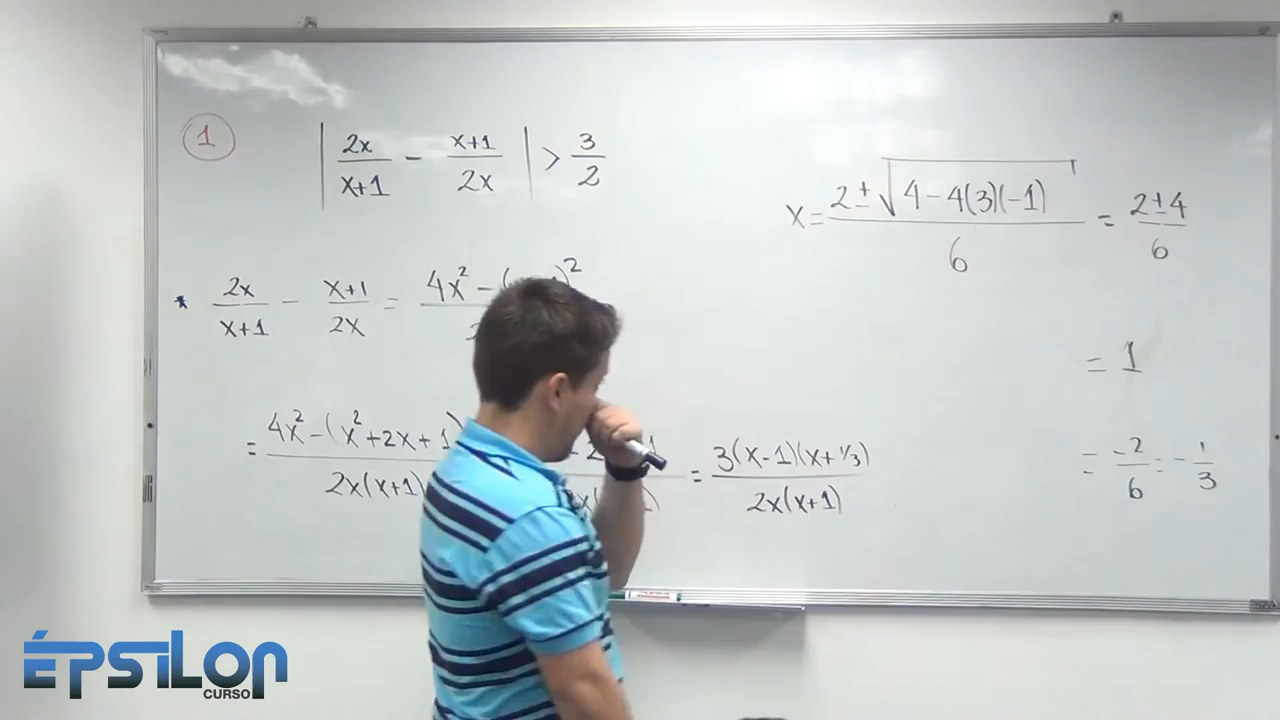 1
| 2x/(x+1) - (x+1)/2x | > 3/2
* 2x/(x+1) - (x+1)/2x = 4x² - ( )²
= (4x² - (x² + 2x + 1))/(2x(x+1)
= (3(x-1)(x+1/3))/(2x(x+1))
x = (2 ± √(4 - 4(3)(-1)))/6 = (2 ± 4)/6
= 1
= -2/6 = -1/3
ÉPSILON
CURSO